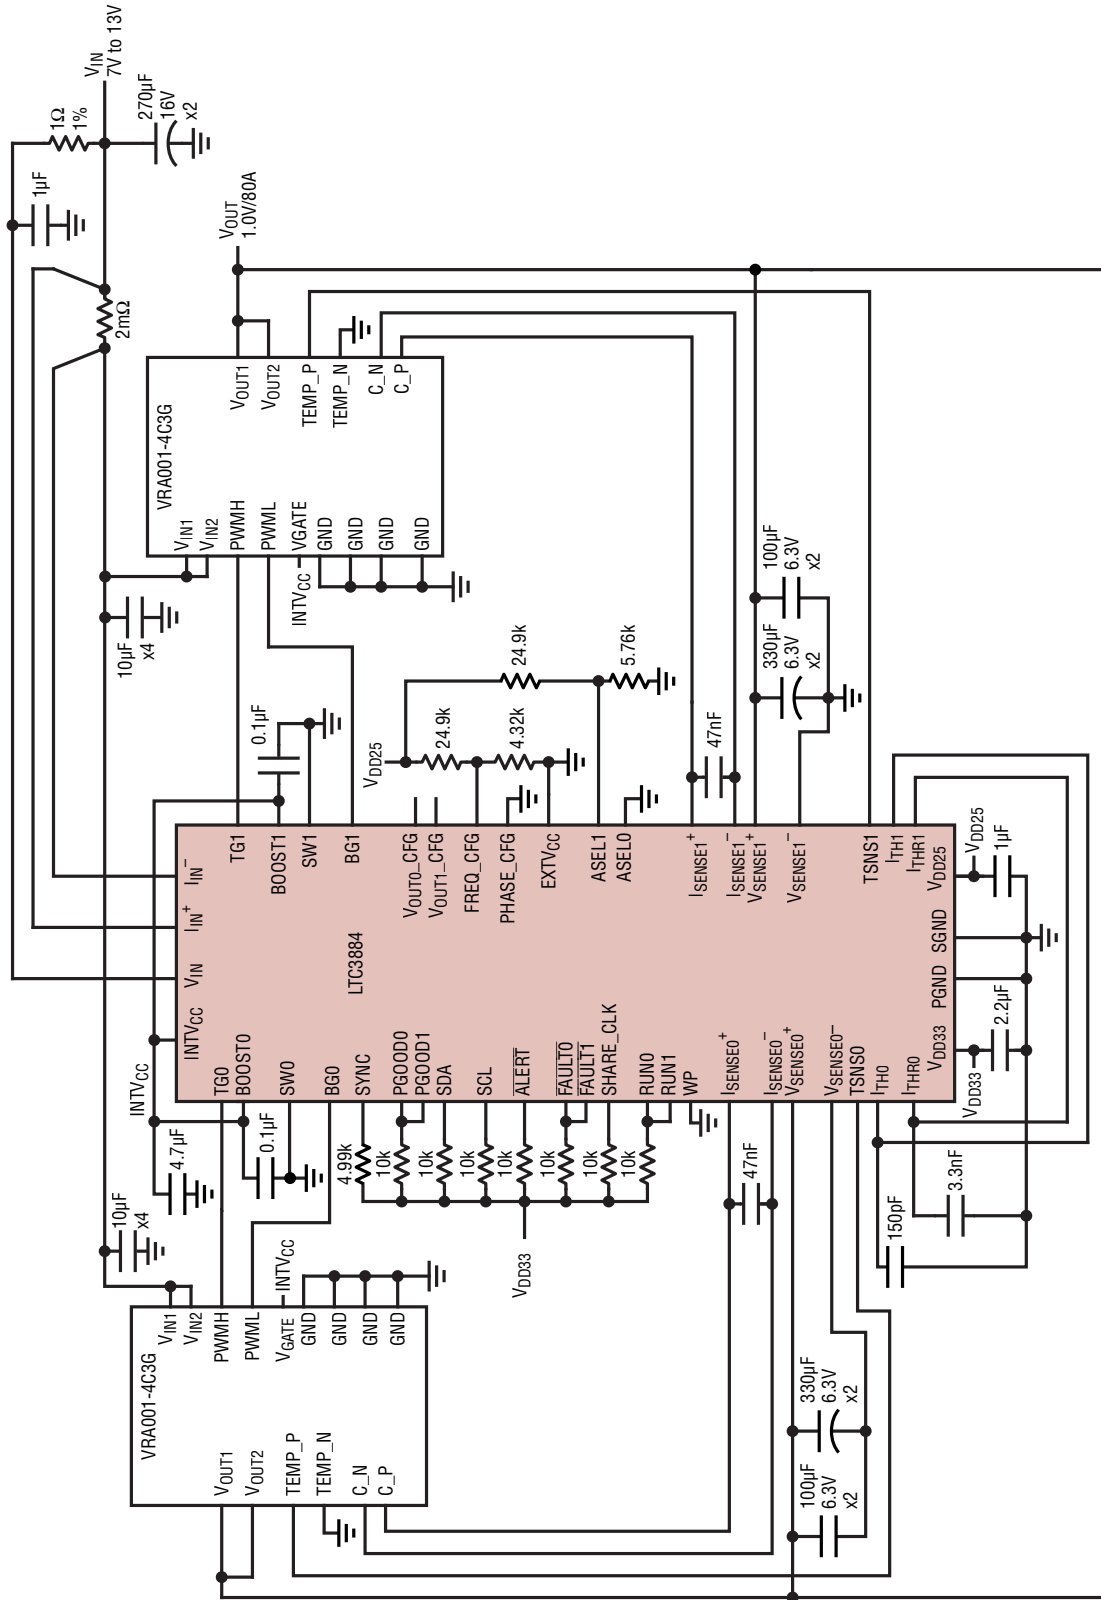 VIN
7V to 13V
1Ω
1%
270µF
16V
x2
1µF
2mΩ
VOUT
1.0V/80A
VRA001-4C3G
VIN1
VIN2
PWMH
PWML
VGATE
GND
GND
GND
GND
VOUT1
VOUT2
TEMP_P
TEMP_N
C_N
C_P
INTVCC
10µF
x4
0.1µF
VDD25
24.9k
4.32k
24.9k
5.76k
47nF
330µF
6.3V
x2
100µF
6.3V
x2
LTC3884
IIN–
IIN+
VIN
INTVCC
TG1
BOOST1
SW1
BG1
VOUT0_CFG
VOUT1_CFG
FREQ_CFG
PHASE_CFG
EXTVCC
ASEL1
ASEL0
ISENSE1+
ISENSE1–
VSENSE1+
VSENSE1–
TSNS1
ITH1
ITHR1
VDD25
SGND
PGND
VDD33
TG0
BOOST0
SW0
BG0
SYNC
PGOOD0
PGOOD1
SDA
SCL
ALERT
FAULT0
FAULT1
SHARE_CLK
RUN0
RUN1
WP
ISENSE0+
ISENSE0–
VSENSE0+
VSENSE0–
TSNS0
ITH0
ITHR0
VDD25
1µF
2.2µF
VDD33
INTVCC
4.7µF
0.1µF
10µF
x4
4.99k
10k
10k
10k
10k
10k
10k
10k
VDD33
47nF
150pF
3.3nF
VRA001-4C3G
VIN1
VIN2
PWMH
PWML
VGATE
GND
GND
GND
GND
INTVCC
VOUT1
VOUT2
TEMP_P
TEMP_N
C_N
C_P
100µF
6.3V
x2
330µF
6.3V
x2